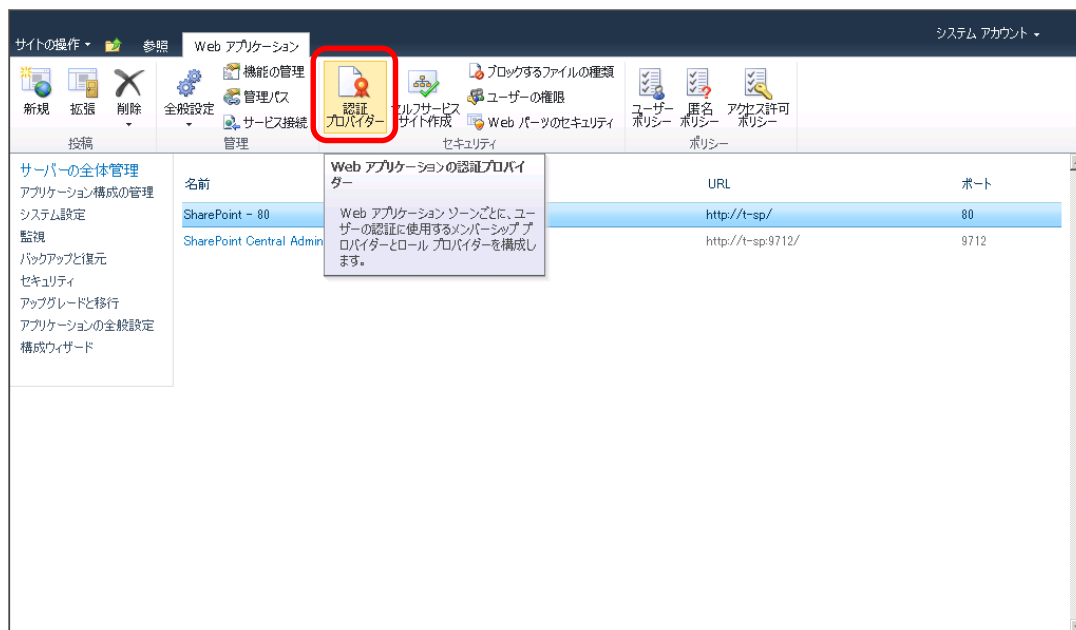 システム アカウント
サイトの操作 参照 Web アプリケーション
新規 拡張 削除
投稿
全般設定 機能の管理
管理パス
サービス接続
管理
認証
プロバイダー
セルフサービス
サイト作成
ブロックするファイルの種類
ユーザーの権限
Web パーツのセキュリティ
セキュリティ
ユーザー
ポリシー
匿名
ポリシー
アクセス許可
ポリシー
ポリシー
サーバーの全体管理
アプリケーション構成の管理
システム設定
監視
バックアップと復元
セキュリティ
アップグレードと移行
アプリケーションの全般設定
構成ウィザード
名前 URL ポート
SharePoint - 80 http://t-sp/ 80
SharePoint Central Admin http://t-sp:9712/ 9712
Web アプリケーションの認証プロバイ
ダー
Web アプリケーション ゾーンごとに、ユー
ザーの認証に使用するメンバーシップ プ
ロバイダーとロール プロバイダーを構成し
ます。